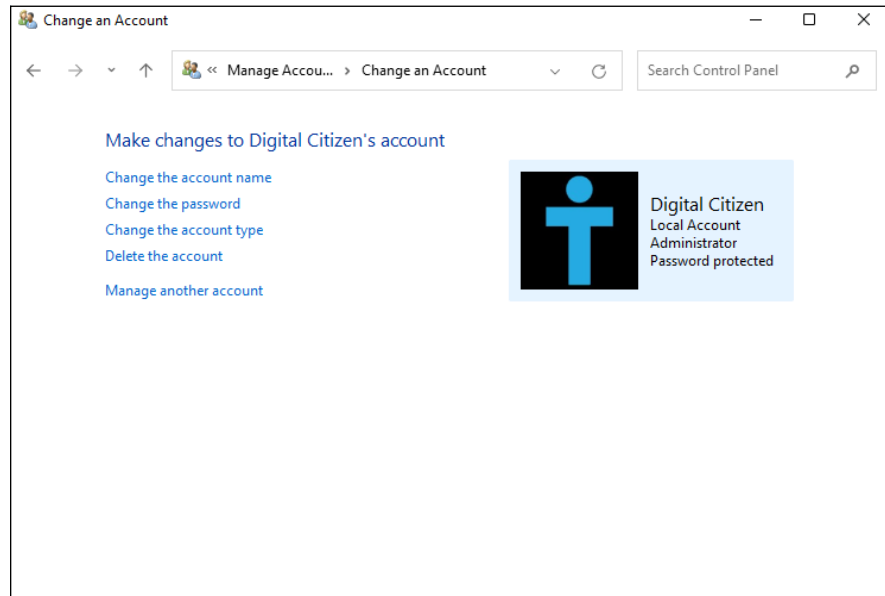 Change an Account
« Manage Accou... › Change an Account
Search Control Panel
Make changes to Digital Citizen's account
Change the account name
Change the password
Change the account type
Delete the account
Manage another account
Digital Citizen
Local Account
Administrator
Password protected